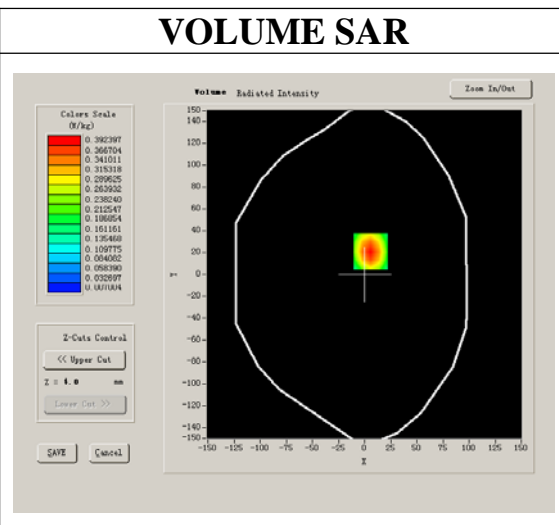 VOLUME SAR
Volume Radiated Intensity
Zoom In/Out
Colors Scale
(W/kg)
0.392397
0.366704
0.341011
0.315318
0.289625
0.263932
0.238240
0.212547
0.186854
0.161161
0.135468
0.109775
0.084082
0.058390
0.032697
0.007004
Z-Cuts Control
<< Upper Cut
Z = 4.0 mm
Lower Cut >>
SAVE Cancel
150
140
120
100
80
60
40
20
0
-20
-40
-60
-80
-100
-120
-140
-150
Y
-150 -125 -100 -75 -50 -25 0 25 50 75 100 125 150
X